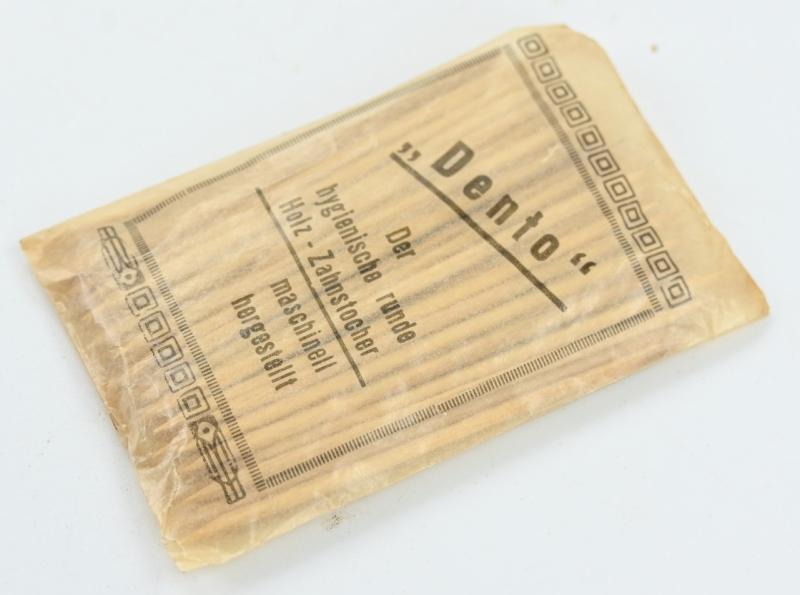 „Dento“
Der
hygienische runde
Holz - Zahnstocher
maschinell
hergestellt